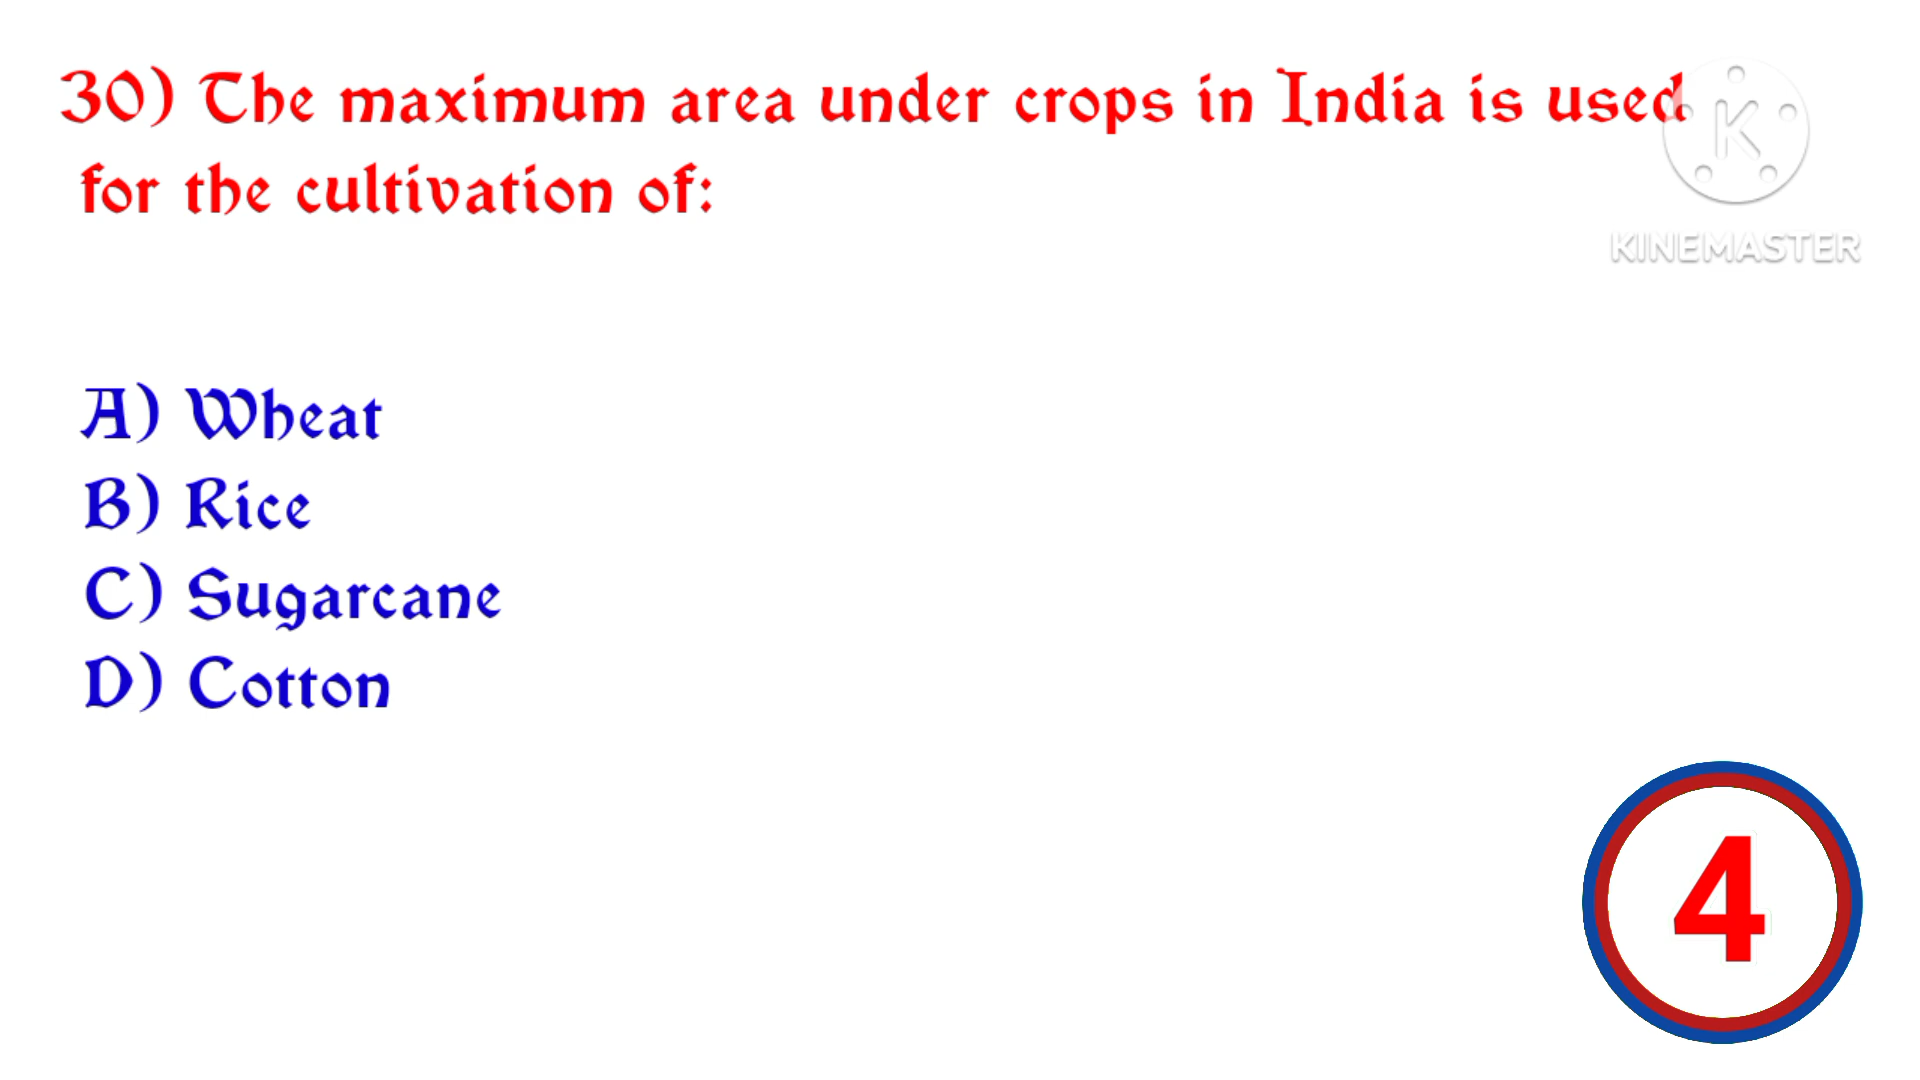 30) The maximum area under crops in India is used
for the cultivation of:
K
KINEMASTER
A) Wheat
B) Rice
C) Sugarcane
D) Cotton
4